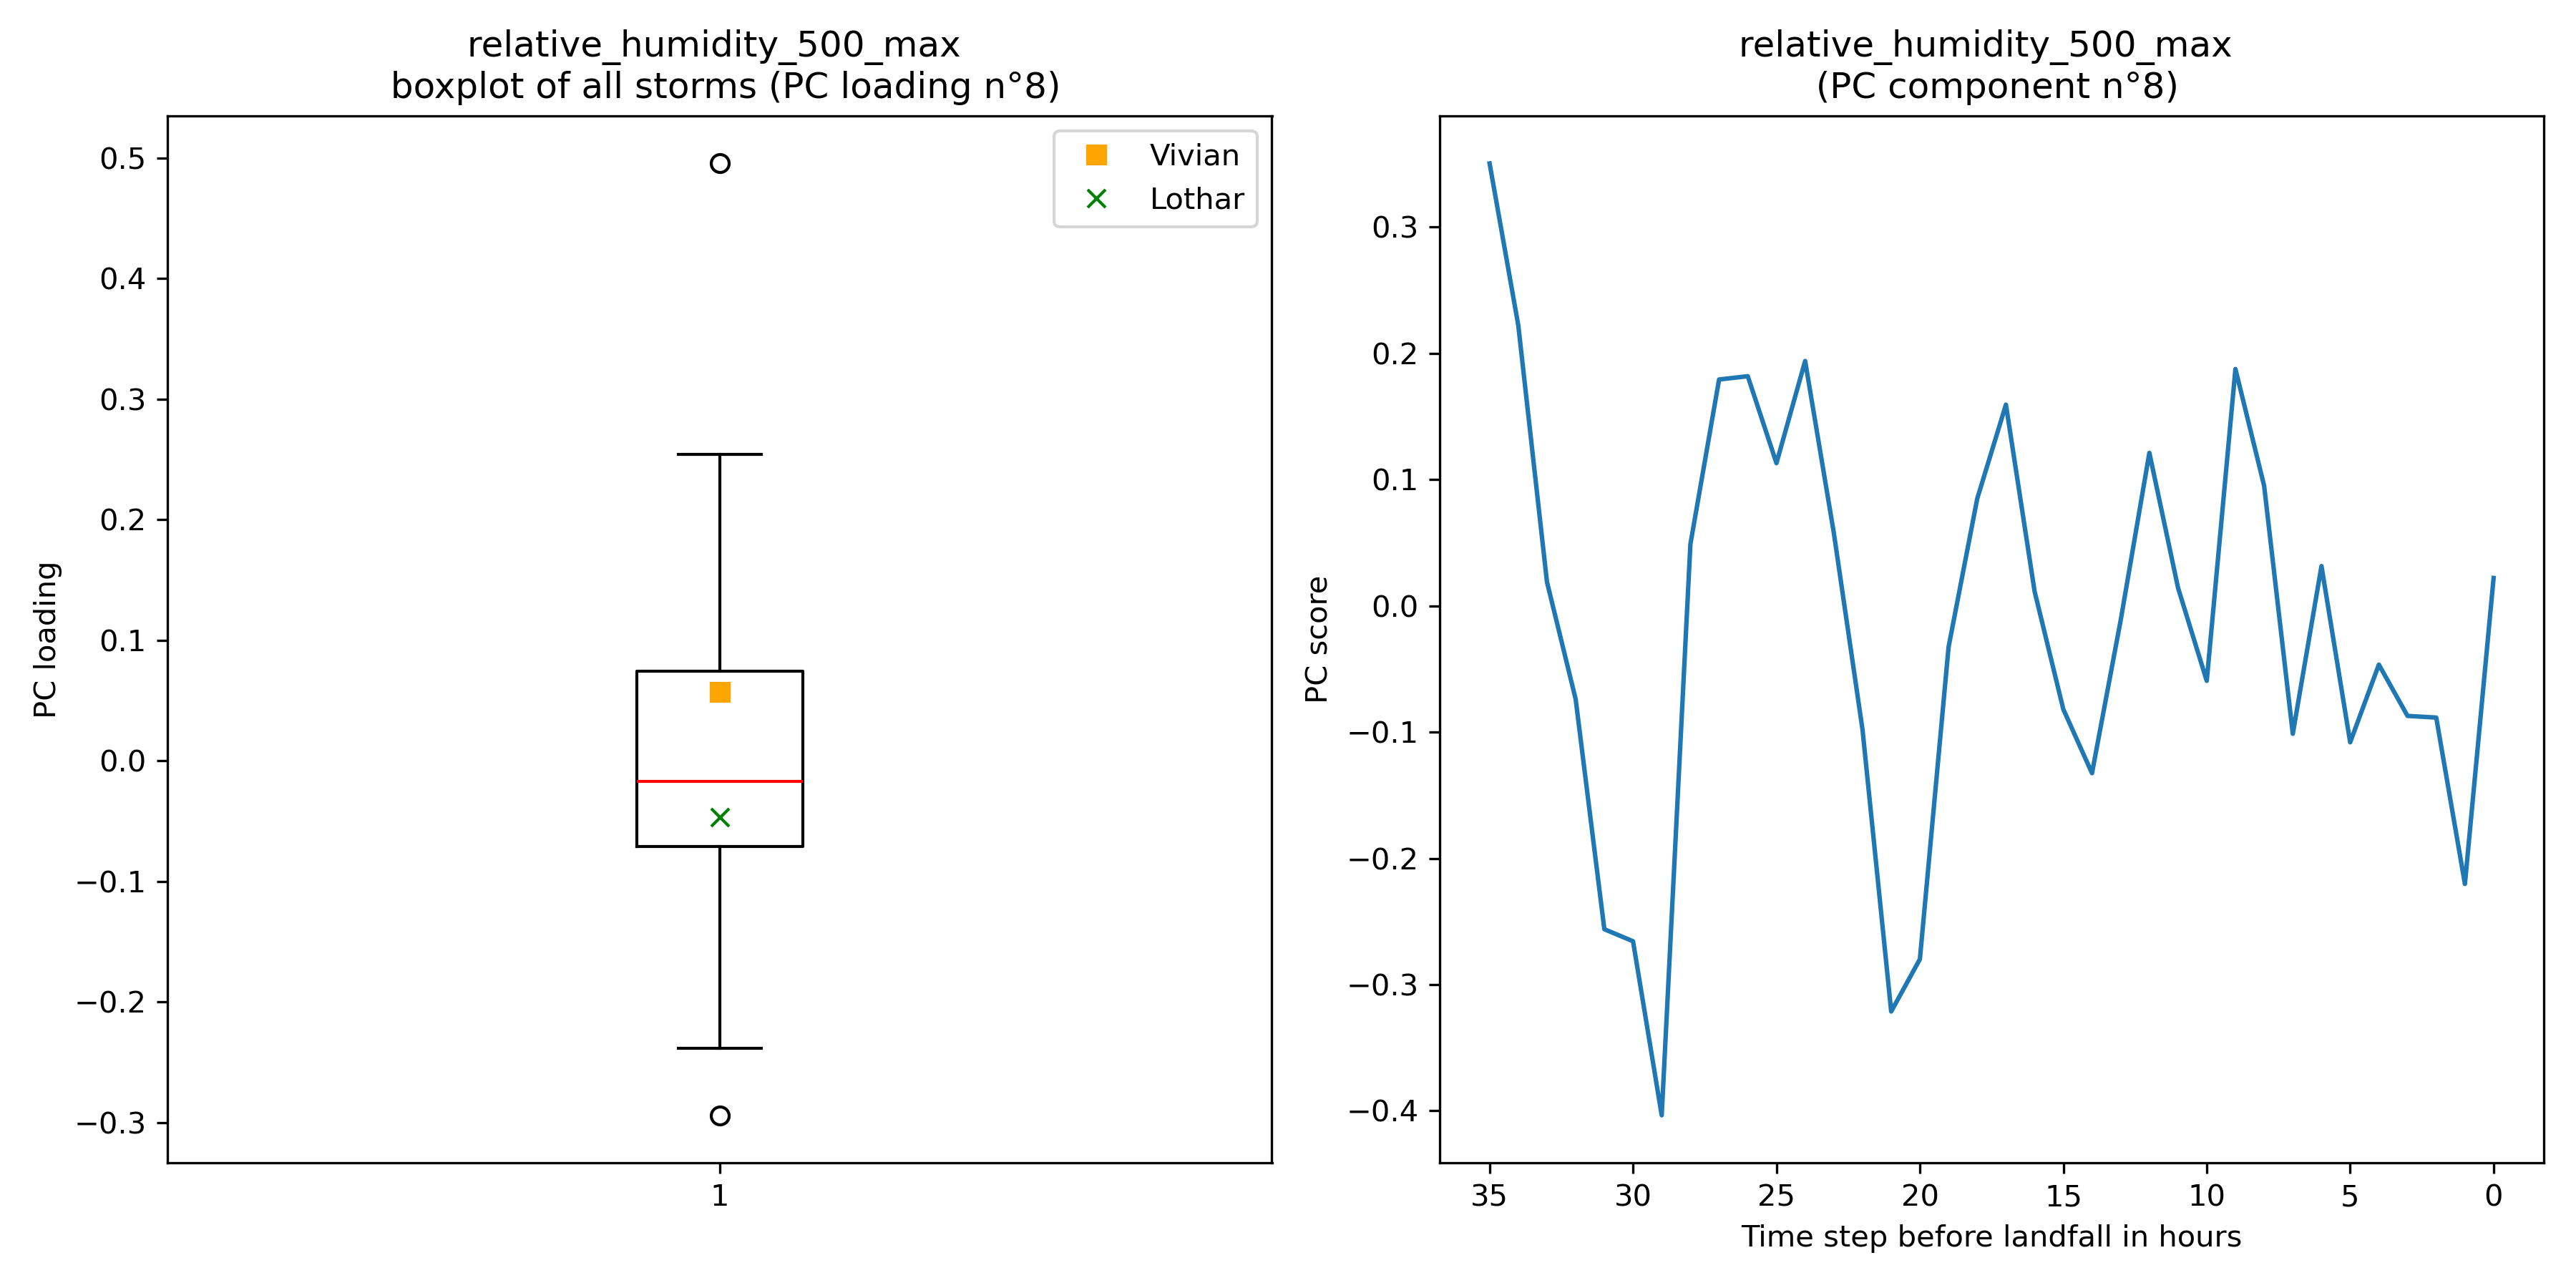 relative_humidity_500_max
boxplot of all storms (PC loading n°8)
PC loading
0.5
0.4
0.3
0.2
0.1
0.0
−0.1
−0.2
−0.3
1
Vivian
Lothar
relative_humidity_500_max
(PC component n°8)
PC score
0.3
0.2
0.1
0.0
−0.1
−0.2
−0.3
−0.4
35 30 25 20 15 10 5 0
Time step before landfall in hours